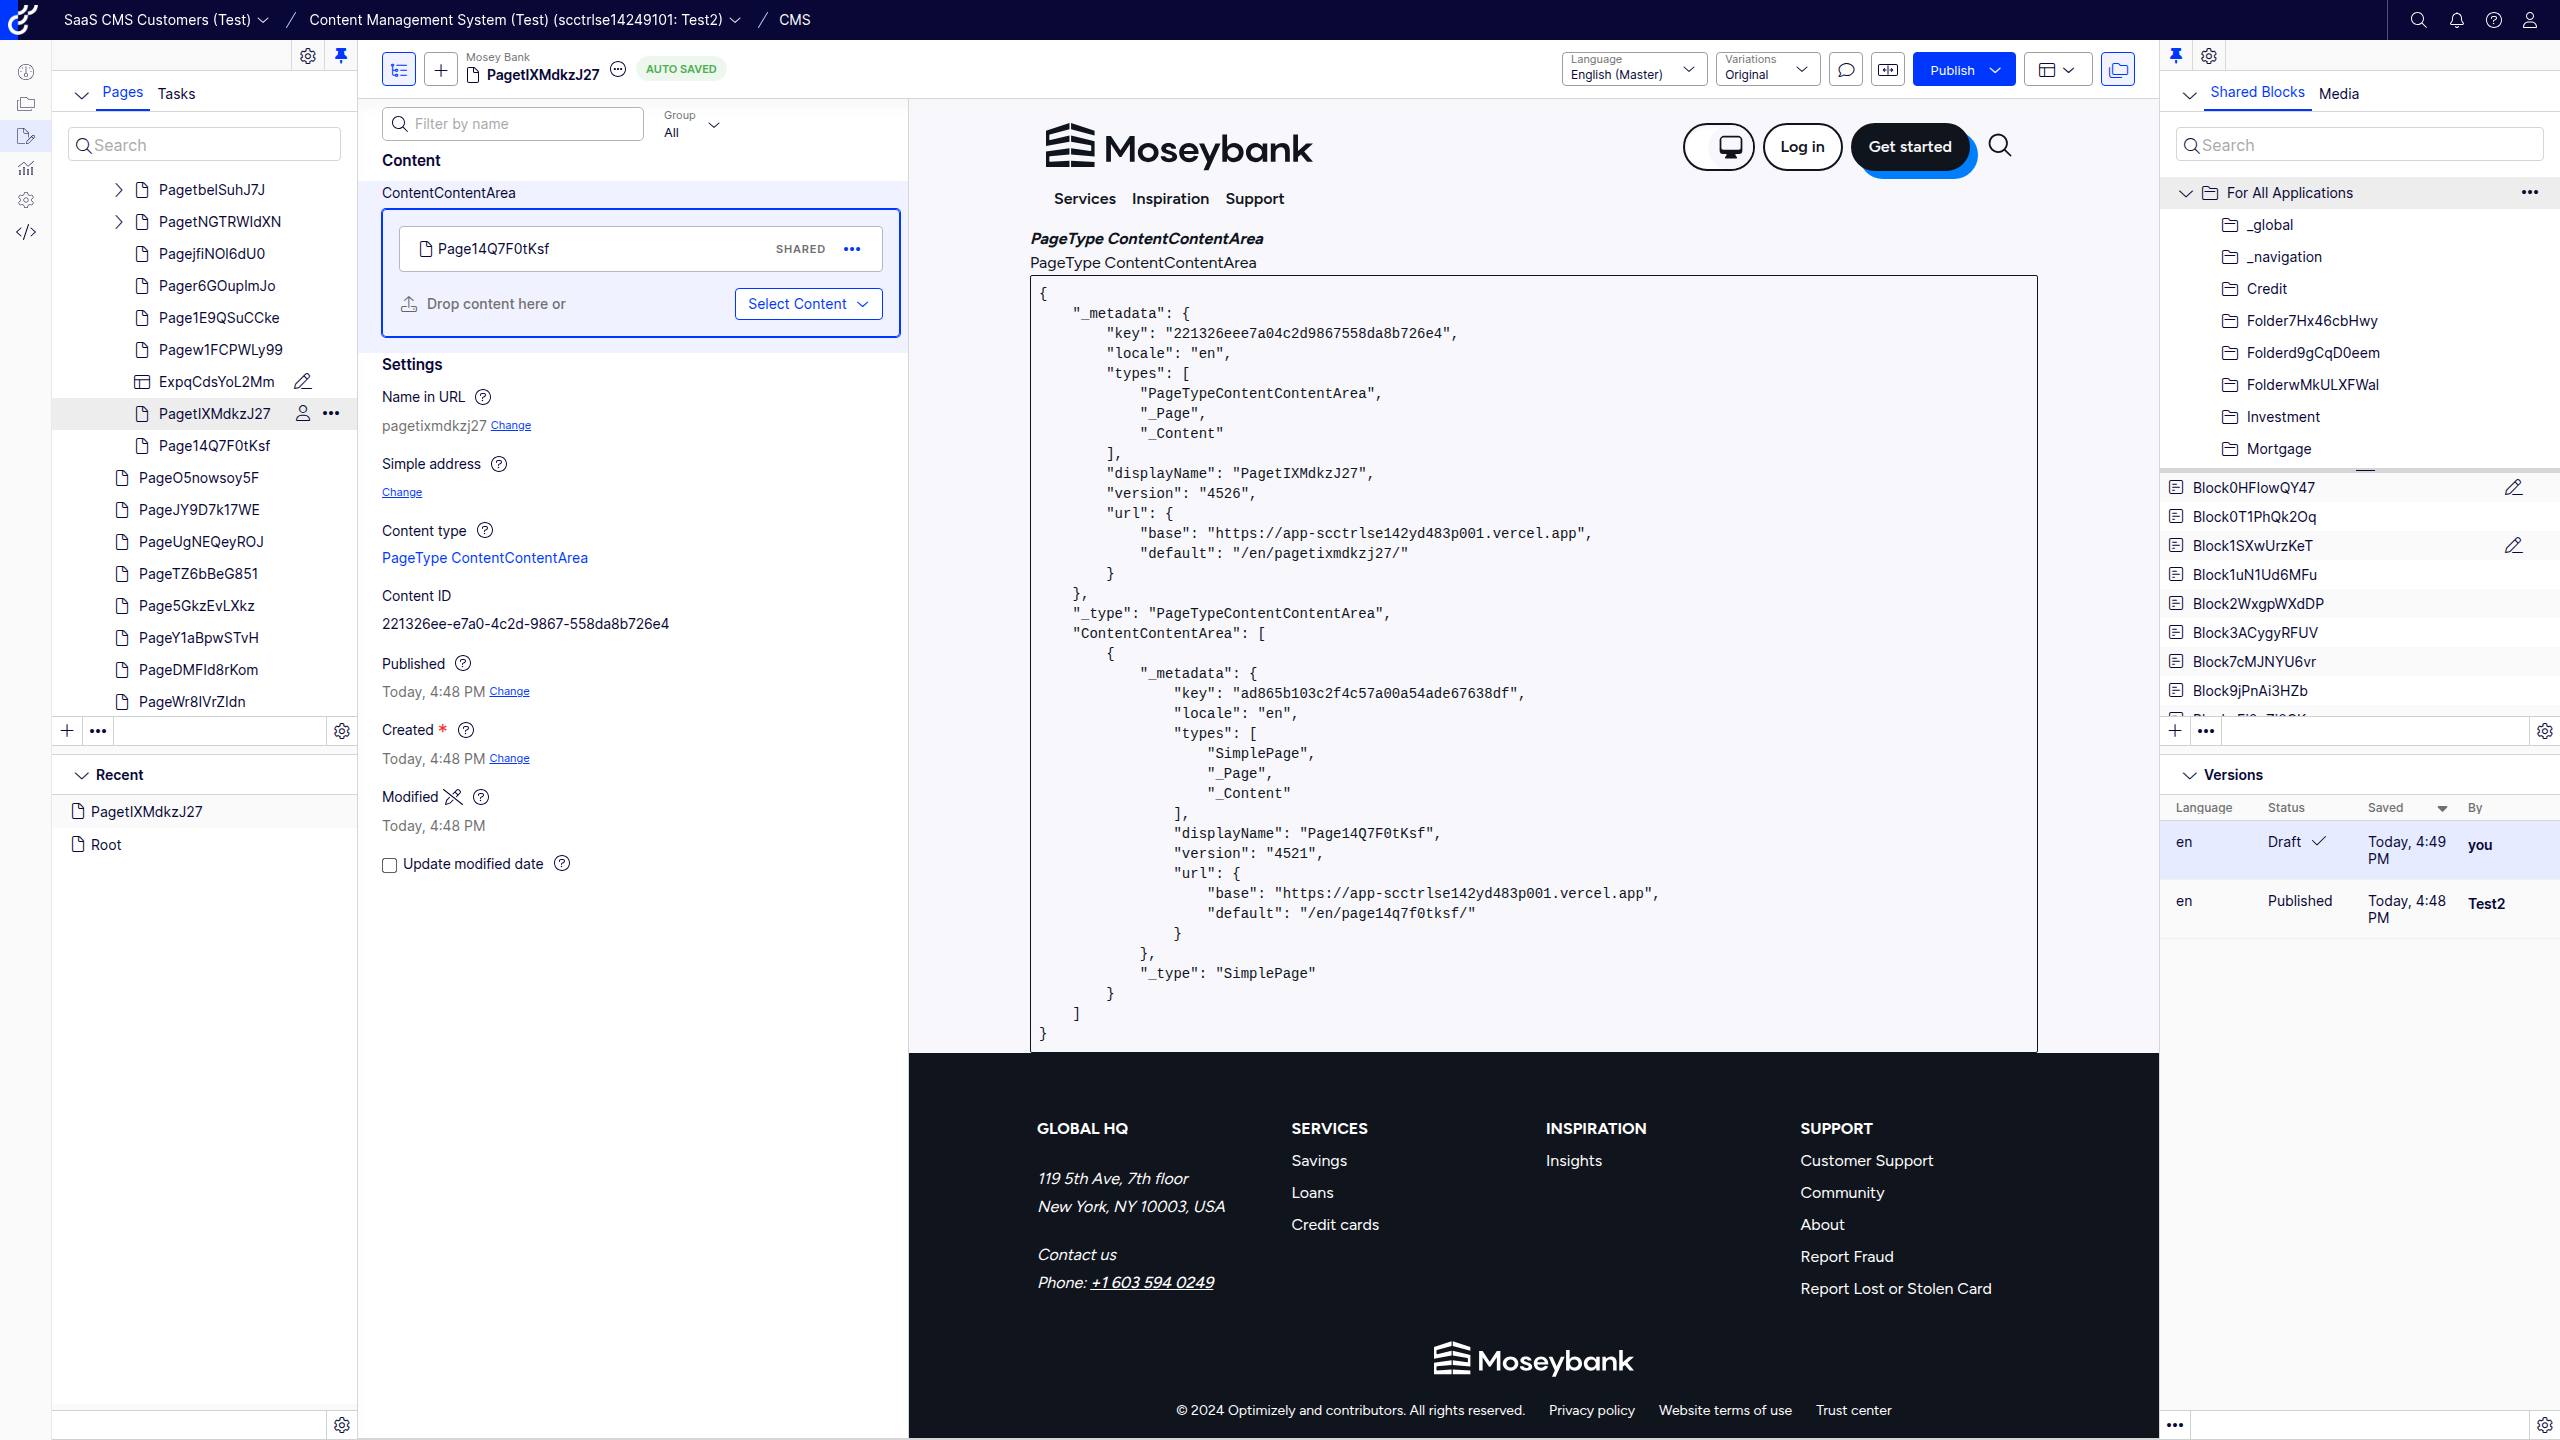 SaaS CMS Customers (Test) / Content Management System (Test) (scctrlse14249101: Test2) / CMS
Pages Tasks
Search
PagetbelSuhJ7J
PagetNGTRWIdXN
PagejfiNOI6dU0
Pager6GOupImJo
Page1E9QSuCCke
Pagew1FCPWLy99
ExpqCdsYoL2Mm
PagetIXMdkzJ27
Page14Q7F0tKsf
PageO5nowsoy5F
PageJY9D7k17WE
PageUgNEQeyROJ
PageTZ6bBeG851
Page5GkzEvLXkz
PageY1aBpwSTvH
PageDMFId8rKom
PageWr8IVrZIdn
Recent
PagetIXMdkzJ27
Root
Mosey Bank
PagetIXMdkzJ27
AUTO SAVED
Language
English (Master)
Variations
Original
Publish
Filter by name
Group
All
Content
ContentContentArea
Page14Q7F0tKsf SHARED
Drop content here or Select Content
Settings
Name in URL
pagetixmdkzj27 Change
Simple address
Change
Content type
PageType ContentContentArea
Content ID
221326ee-e7a0-4c2d-9867-558da8b726e4
Published
Today, 4:48 PM Change
Created *
Today, 4:48 PM Change
Modified
Today, 4:48 PM
Update modified date
Moseybank
Log in
Get started
Services Inspiration Support
PageType ContentContentArea
PageType ContentContentArea
{
"_metadata": {
"key": "221326eee7a04c2d9867558da8b726e4",
"locale": "en",
"types": [
"PageTypeContentContentArea",
"_Page",
"_Content"
],
"displayName": "PagetIXMdkzJ27",
"version": "4526",
"url": {
"base": "https://app-scctrlse142yd483p001.vercel.app",
"default": "/en/pagetixmdkzj27/"
}
},
"_type": "PageTypeContentContentArea",
"ContentContentArea": [
{
"_metadata": {
"key": "ad865b103c2f4c57a00a54ade67638df",
"locale": "en",
"types": [
"SimplePage",
"_Page",
"_Content"
],
"displayName": "Page14Q7F0tKsf",
"version": "4521",
"url": {
"base": "https://app-scctrlse142yd483p001.vercel.app",
"default": "/en/page14q7f0tksf/"
}
},
"_type": "SimplePage"
}
]
}
GLOBAL HQ
119 5th Ave, 7th floor
New York, NY 10003, USA
Contact us
Phone: +1 603 594 0249
SERVICES
Savings
Loans
Credit cards
INSPIRATION
Insights
SUPPORT
Customer Support
Community
About
Report Fraud
Report Lost or Stolen Card
Moseybank
© 2024 Optimizely and contributors. All rights reserved. Privacy policy Website terms of use Trust center
Shared Blocks Media
Search
For All Applications
_global
_navigation
Credit
Folder7Hx46cbHwy
Folderd9gCqD0eem
FolderwMkULXFWal
Investment
Mortgage
Block0HFIowQY47
Block0T1PhQk2Oq
Block1SXwUrzKeT
Block1uN1Ud6MFu
Block2WxgpWXdDP
Block3ACygyRFUV
Block7cMJNYU6vr
Block9jPnAi3HZb
Versions
Language Status Saved By
en Draft Today, 4:49 PM you
en Published Today, 4:48 PM Test2